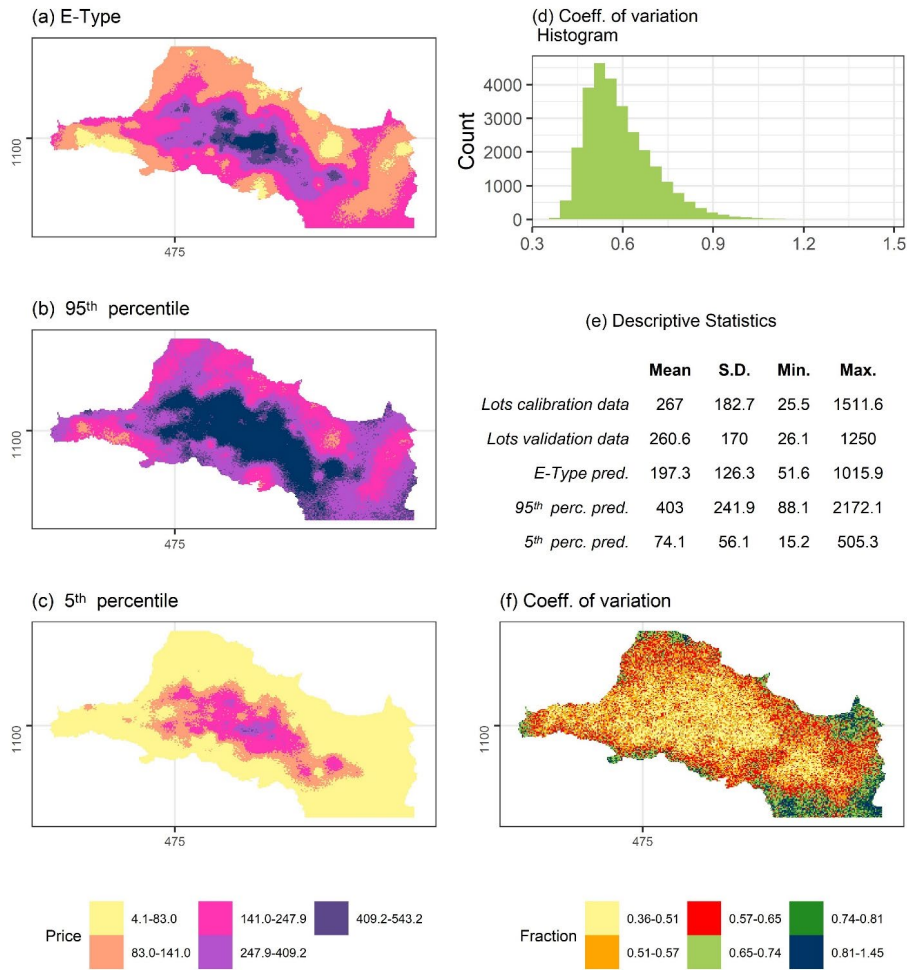 (a) E-Type
1100
475
(b) 95th percentile
1100
475
(c) 5th percentile
1100
475
Price
4.1-83.0
83.0-141.0
141.0-247.9
247.9-409.2
409.2-543.2
(d) Coeff. of variation
Histogram
Count
4000
3000
2000
1000
0
0.3 0.6 0.9 1.2 1.5
(e) Descriptive Statistics
Mean S.D. Min. Max.
Lots calibration data 267 182.7 25.5 1511.6
Lots validation data 260.6 170 26.1 1250
E-Type pred. 197.3 126.3 51.6 1015.9
95th perc. pred. 403 241.9 88.1 2172.1
5th perc. pred. 74.1 56.1 15.2 505.3
(f) Coeff. of variation
1100
475
Fraction
0.36-0.51
0.51-0.57
0.57-0.65
0.65-0.74
0.74-0.81
0.81-1.45